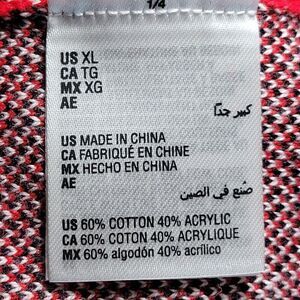 1/4
US XL
CA TG
MX XG
AE
كبير جدًا
US MADE IN CHINA
CA FABRIQUÉ EN CHINE
MX HECHO EN CHINA
AE
صُنع في الصين
US 60% COTTON 40% ACRYLIC
CA 60% COTON 40% ACRYLIQUE
MX 60% algodón 40% acrílico